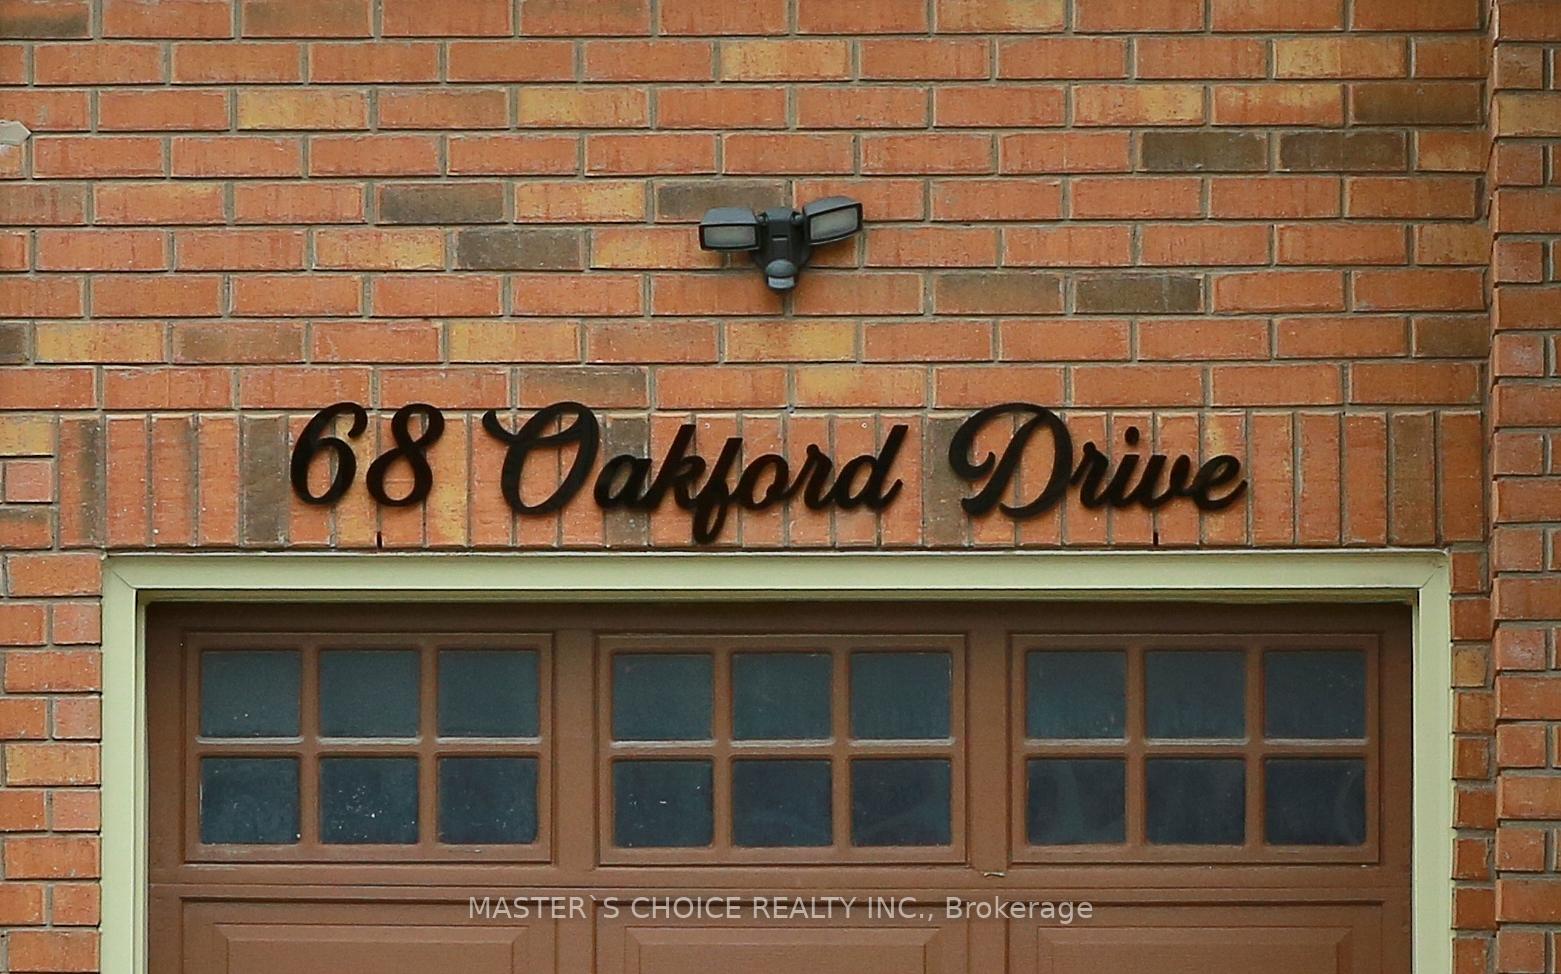 68 Oakford Drive
MASTER`S CHOICE REALTY INC., Brokerage